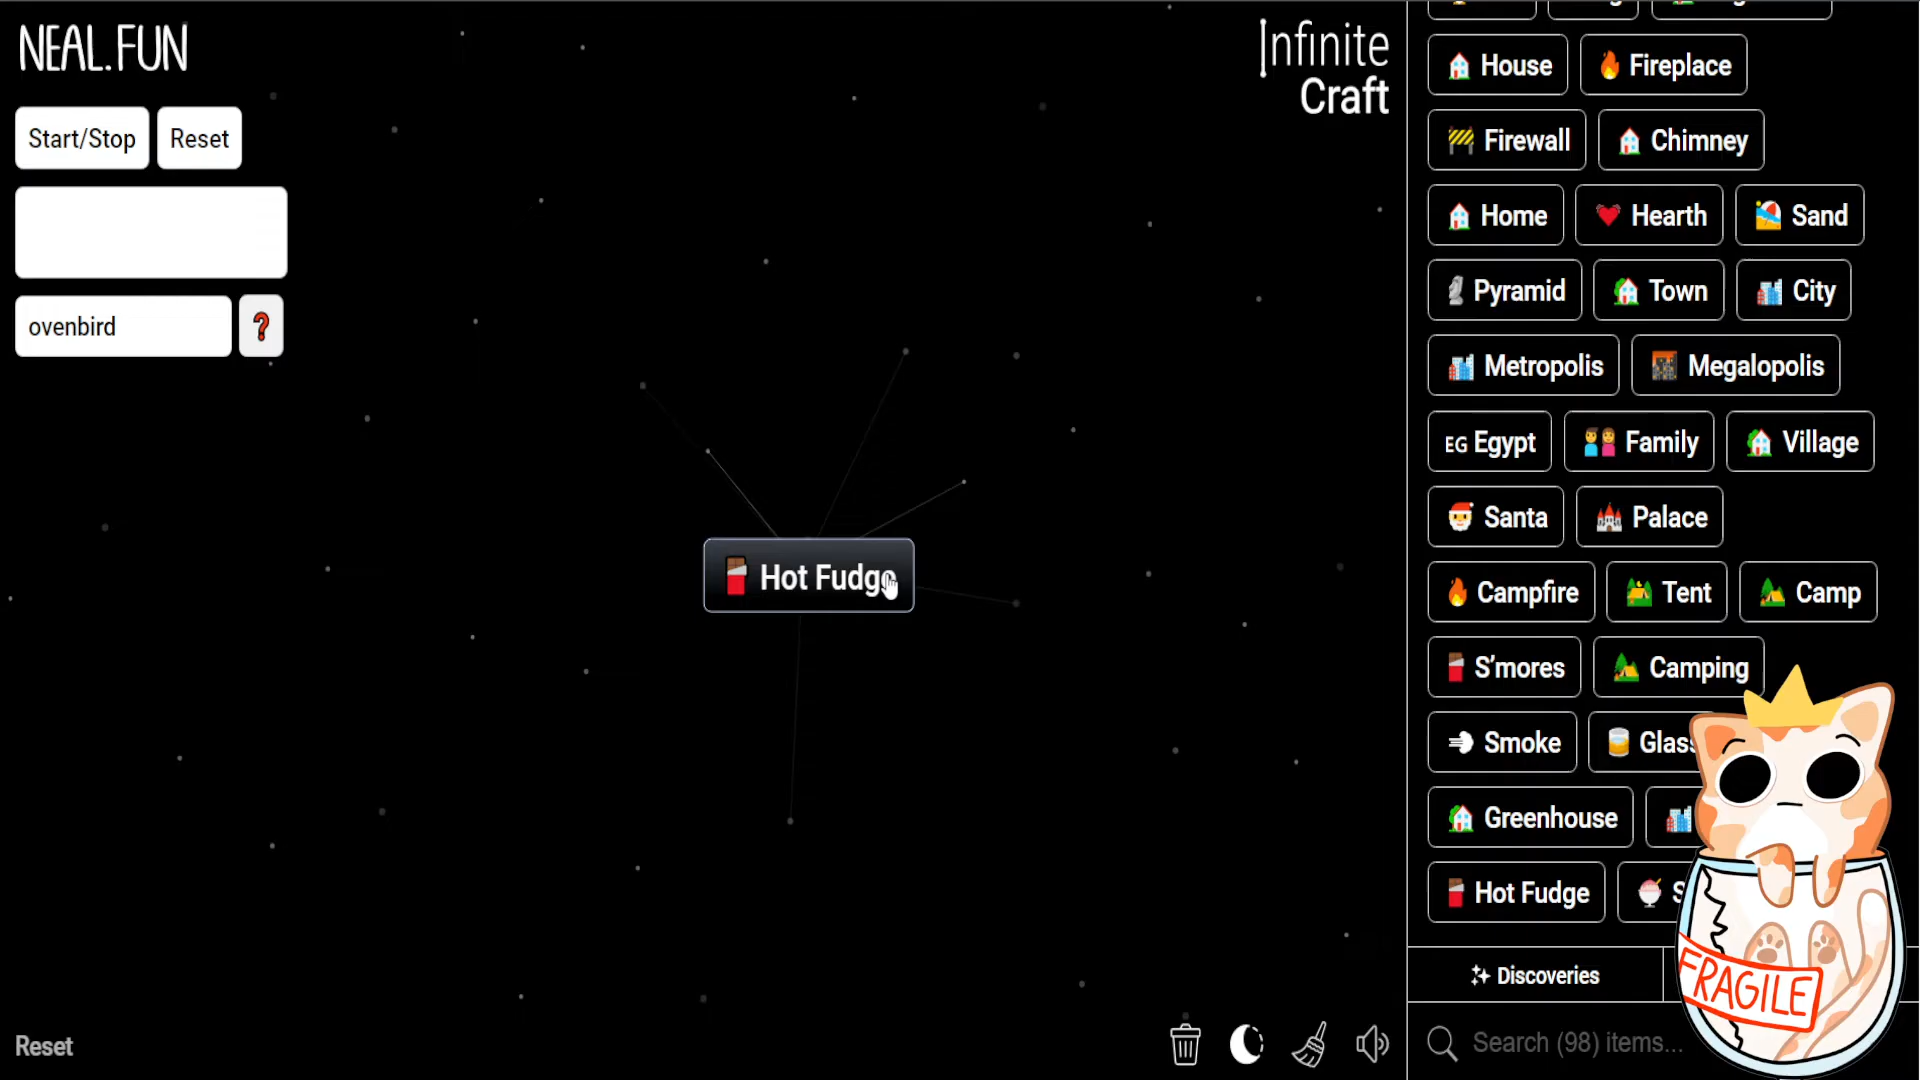 NEAL.FUN
Infinite
Craft
Start/Stop Reset
ovenbird ❓
Hot Fudge
House Fireplace
Firewall Chimney
Home Hearth Sand
Pyramid Town City
Metropolis Megalopolis
EG Egypt Family Village
Santa Palace
Campfire Tent Camp
S'mores Camping
Smoke Glass
Greenhouse
Hot Fudge
Discoveries
Search (98) items...
Reset
FRAGILE